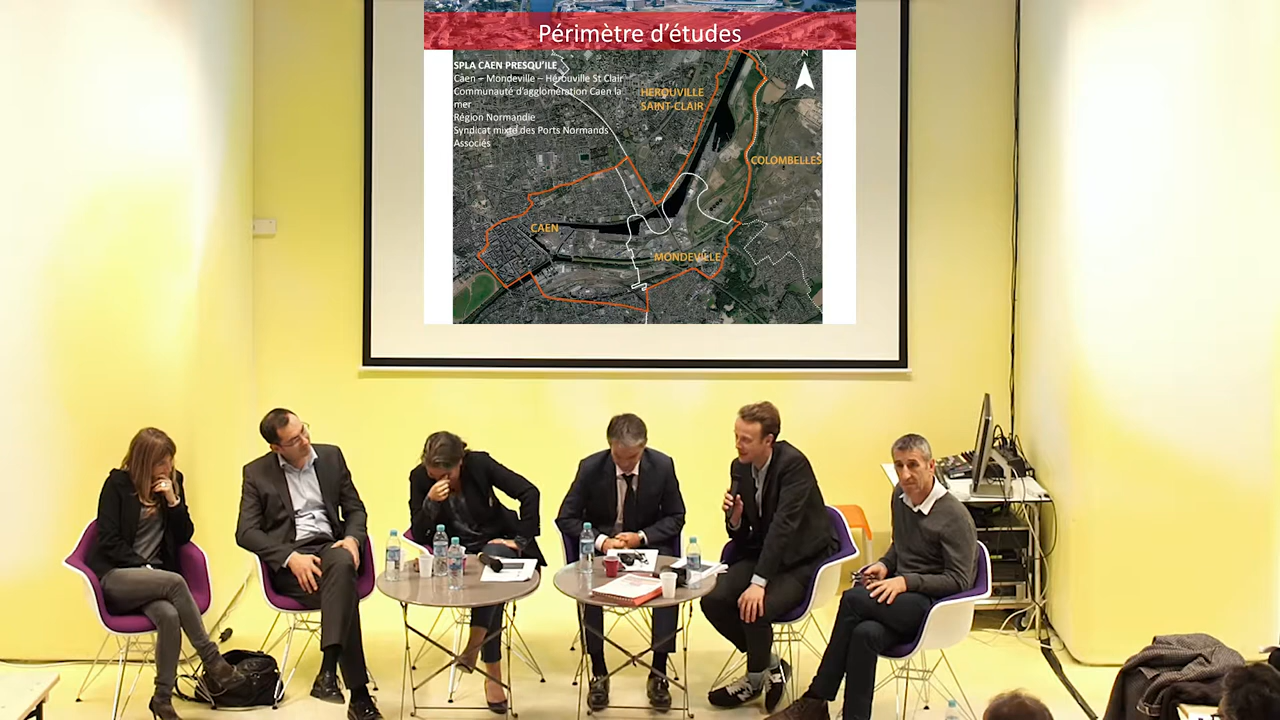 Périmètre d'études
N
SPLA CAEN PRESQU'ILE
Caen – Mondeville – Hérouville St Clair
Communauté d'agglomération Caen la
mer
Région Normandie
Syndicat mixte des Ports Normands
Associés
HEROUVILLE
SAINT-CLAIR
COLOMBELLES
CAEN
MONDEVILLE